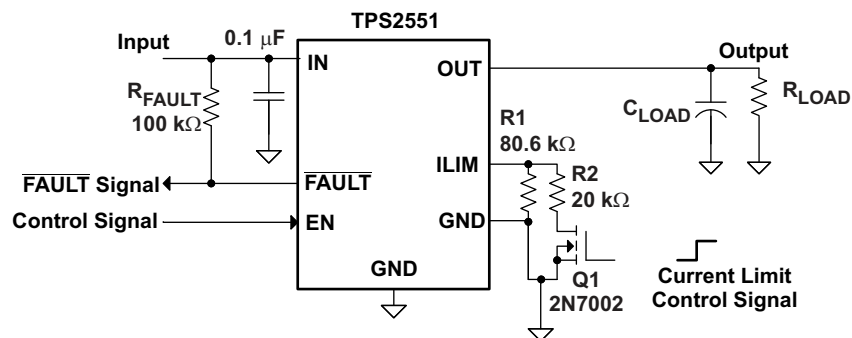 TPS2551
Input
0.1 μF
IN
OUT
Output
R_FAULT
100 kΩ
C_LOAD
R_LOAD
R1
80.6 kΩ
ILIM
R2
20 kΩ
FAULT Signal
FAULT
Control Signal
EN
GND
GND
Q1
2N7002
Current Limit
Control Signal